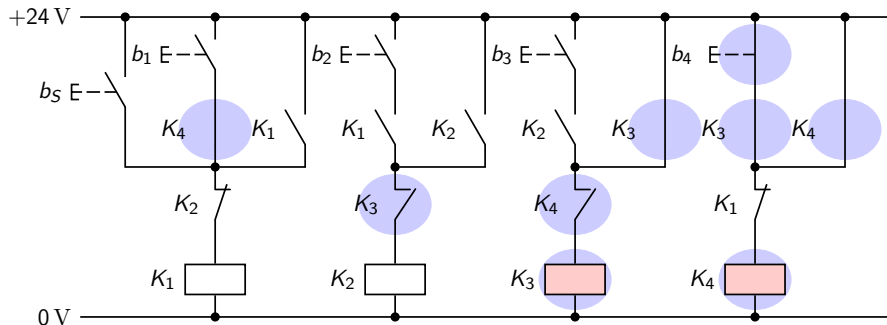 +24 V
b₁ b₂ b₃ b₄
b_S
K₄ K₁ K₁ K₂ K₂ K₃ K₃ K₄
K₂ K₃ K₄ K₁
K₁ K₂ K₃ K₄
0 V